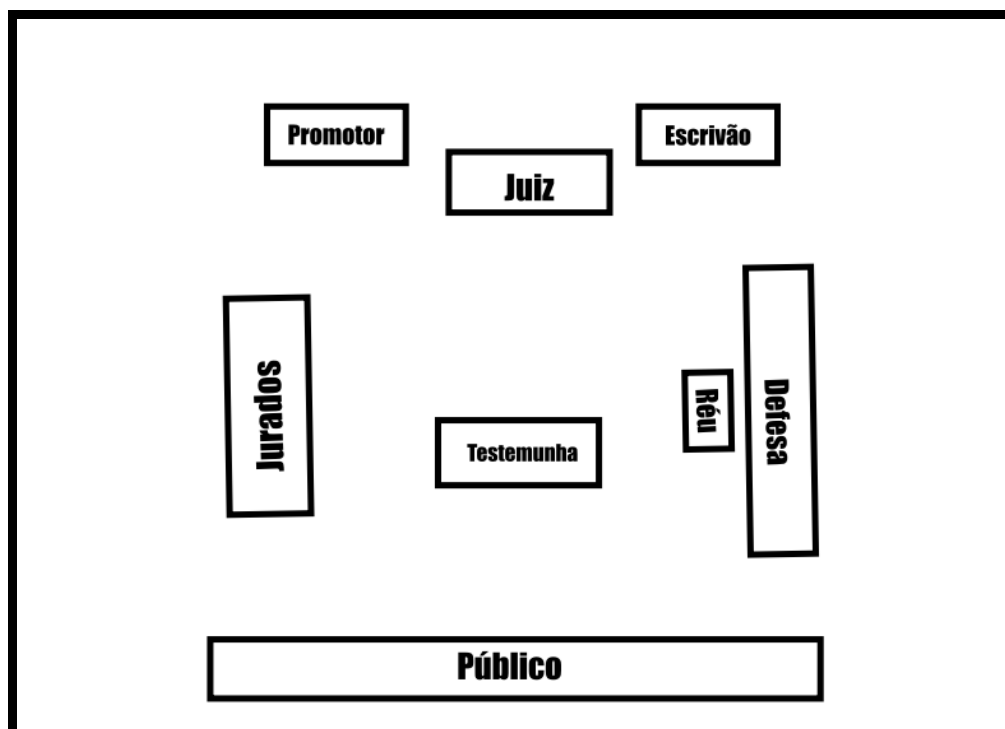 Promotor
Escrivão
Juiz
Jurados
Testemunha
Réu
Defesa
Público